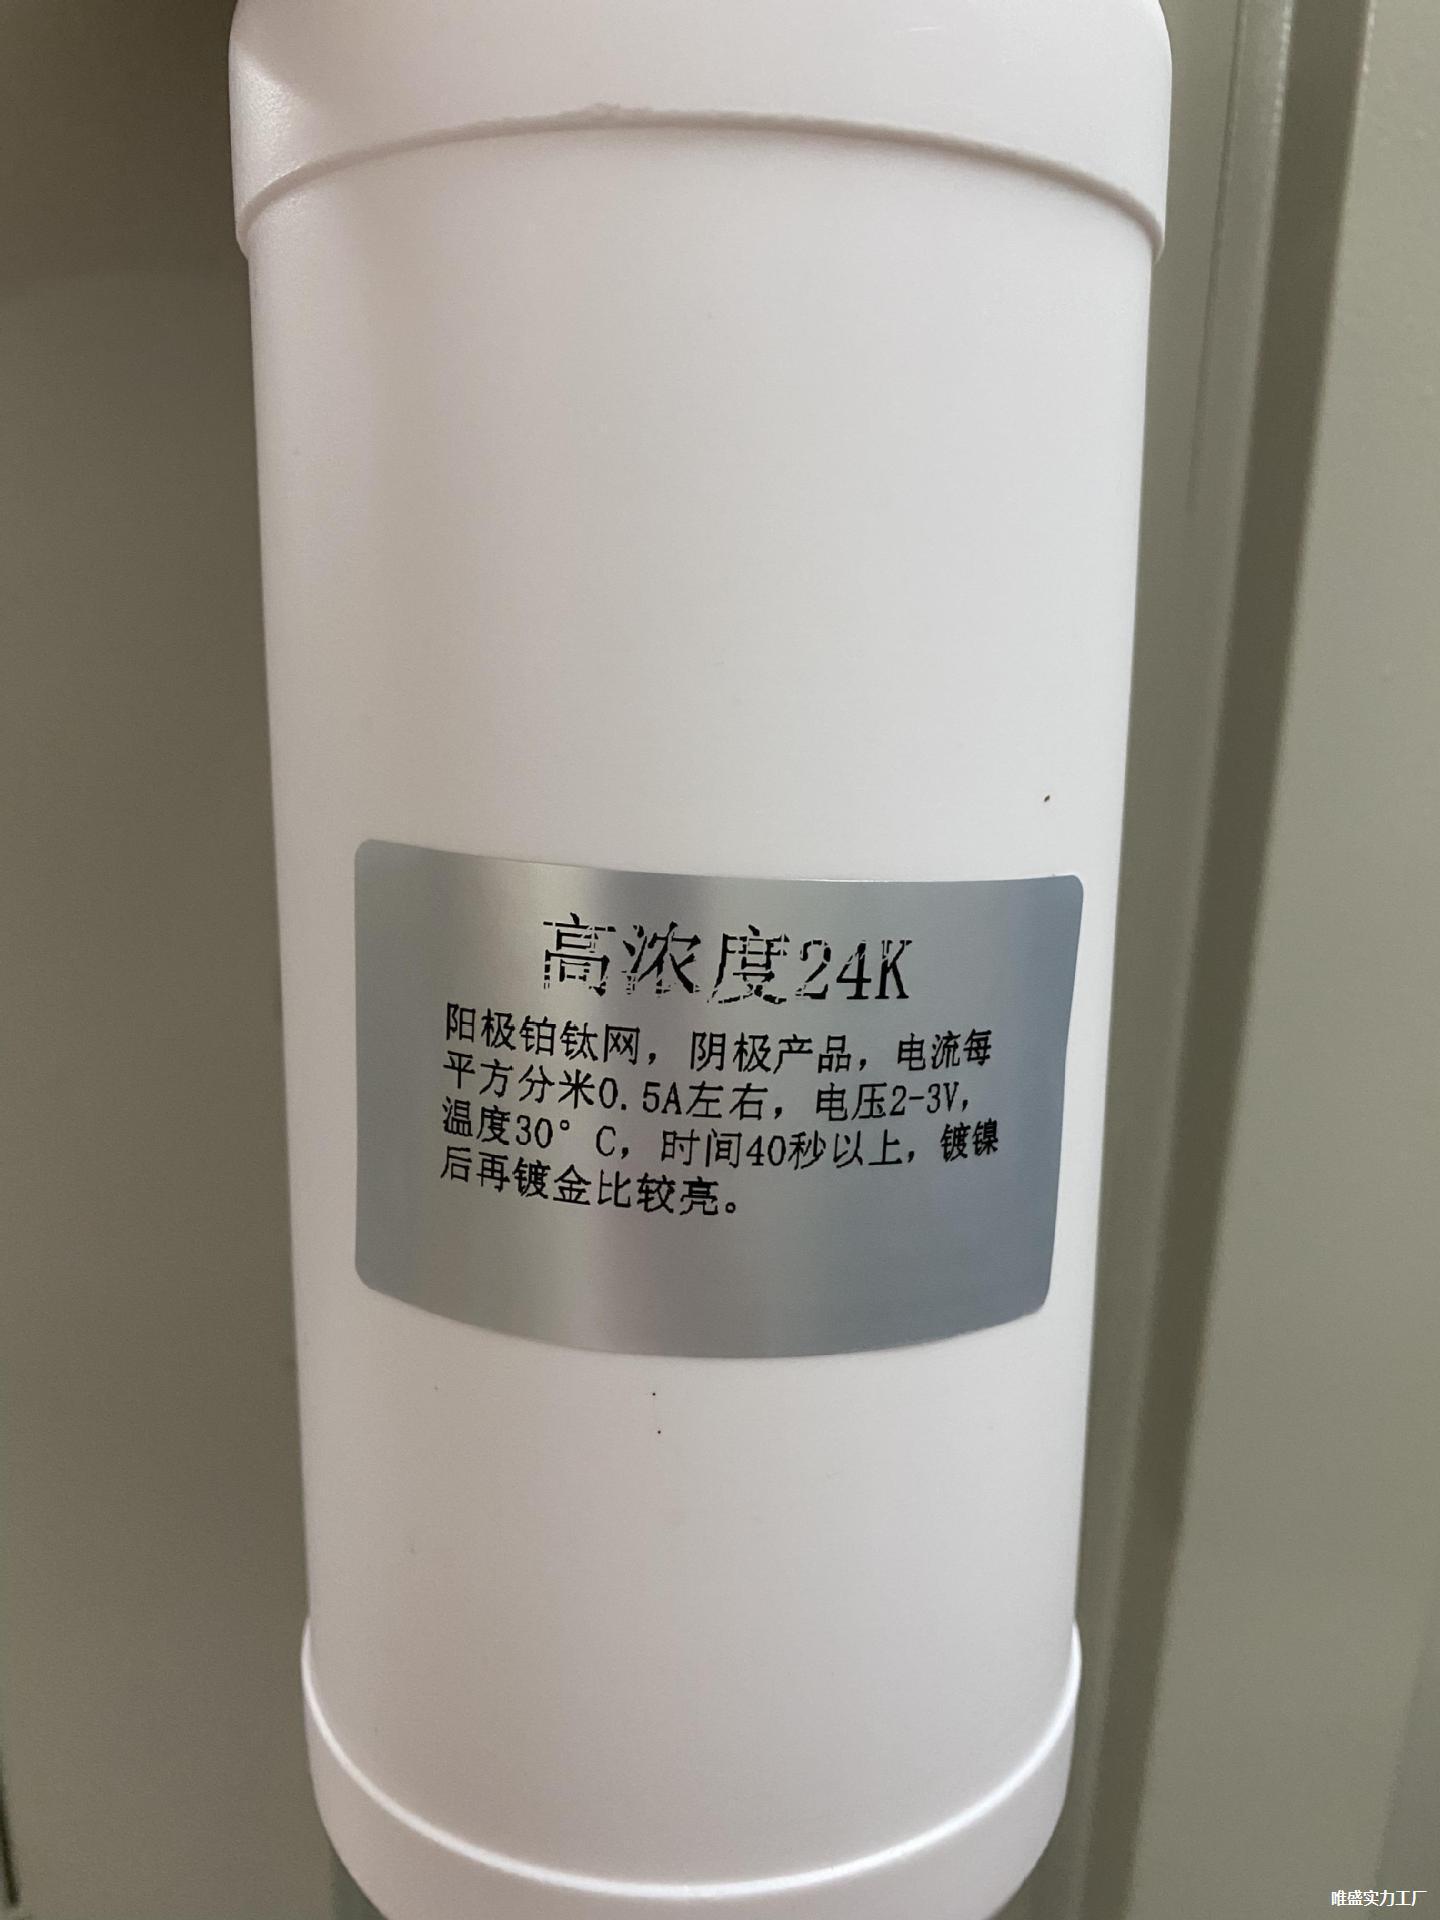 高浓度24K
阳极铂钛网，阴极产品，电流每
平方分米0.5A左右，电压2-3V，
温度30°C，时间40秒以上，镀镍
后再镀金比较亮。
唯盛实力工厂